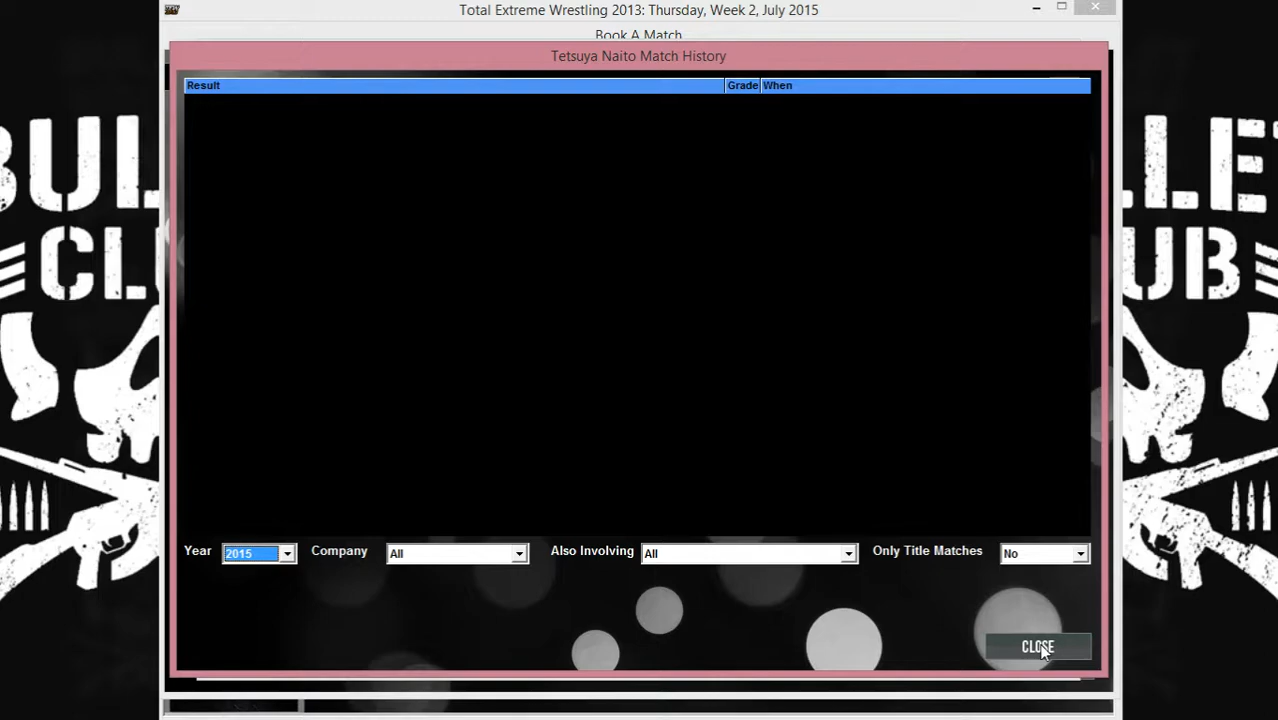 Total Extreme Wrestling 2013: Thursday, Week 2, July 2015
Book A Match
Tetsuya Naito Match History
Result Grade When
Year 2015 Company All Also Involving All Only Title Matches No
CLOSE